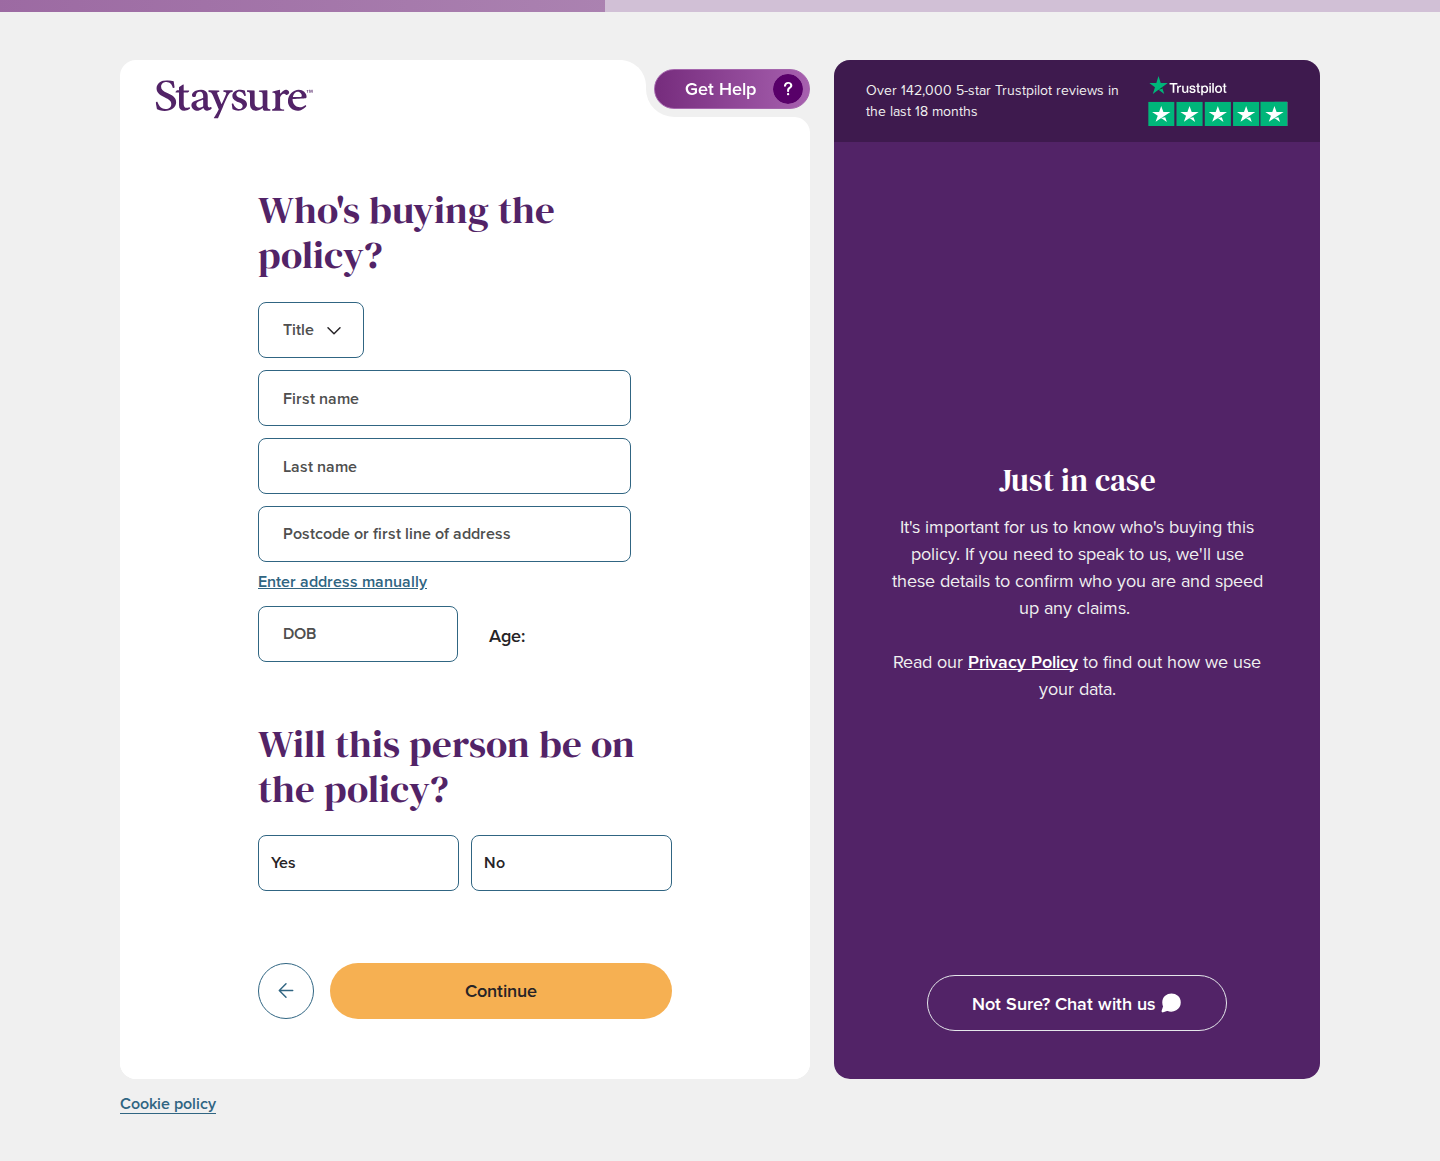 Staysure™
Get Help ?
Who's buying the
policy?
Title
First name
Last name
Postcode or first line of address
Enter address manually
DOB
Age:
Will this person be on
the policy?
Yes
No
Continue
Cookie policy
Over 142,000 5-star Trustpilot reviews in
the last 18 months
Trustpilot
Just in case
It's important for us to know who's buying this
policy. If you need to speak to us, we'll use
these details to confirm who you are and speed
up any claims.
Read our Privacy Policy to find out how we use
your data.
Not Sure? Chat with us